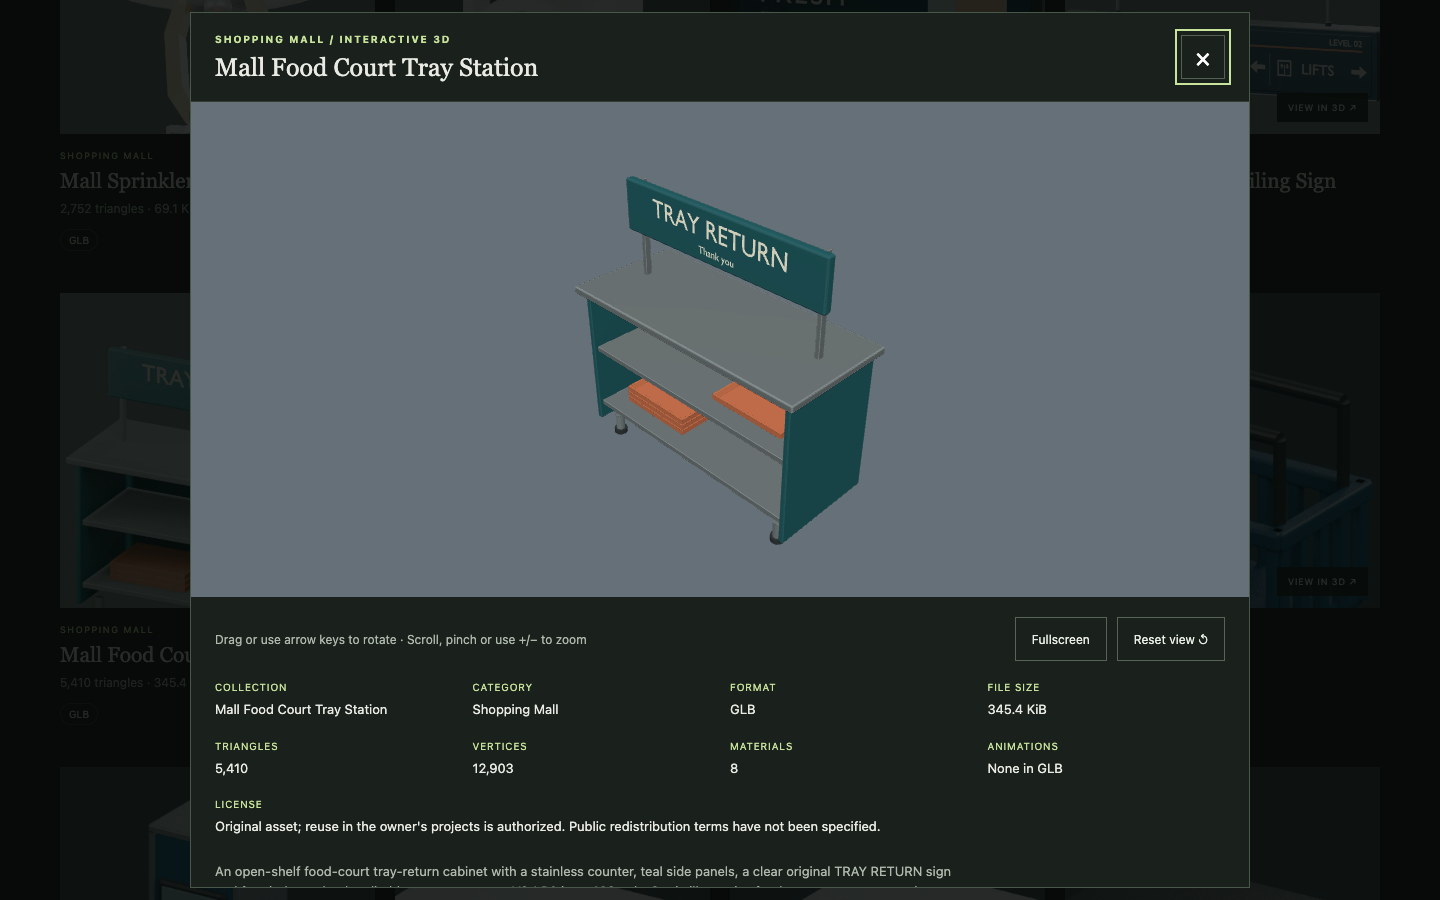 SHOPPING MALL / INTERACTIVE 3D
Mall Food Court Tray Station
×
TRAY RETURN
Thank you
Drag or use arrow keys to rotate · Scroll, pinch or use +/− to zoom
Fullscreen
Reset view ↺
COLLECTION
Mall Food Court Tray Station
CATEGORY
Shopping Mall
FORMAT
GLB
FILE SIZE
345.4 KiB
TRIANGLES
5,410
VERTICES
12,903
MATERIALS
8
ANIMATIONS
None in GLB
LICENSE
Original asset; reuse in the owner's projects is authorized. Public redistribution terms have not been specified.
An open-shelf food-court tray-return cabinet with a stainless counter, teal side panels, a clear original TRAY RETURN sign
LEVEL 02
LIFTS
VIEW IN 3D ↗
SHOPPING MALL
Mall Sprinkler
2,752 triangles · 69.1 K
GLB
iling Sign
TRAY
VIEW IN 3D ↗
SHOPPING MALL
Mall Food Cou
5,410 triangles · 345.4
GLB